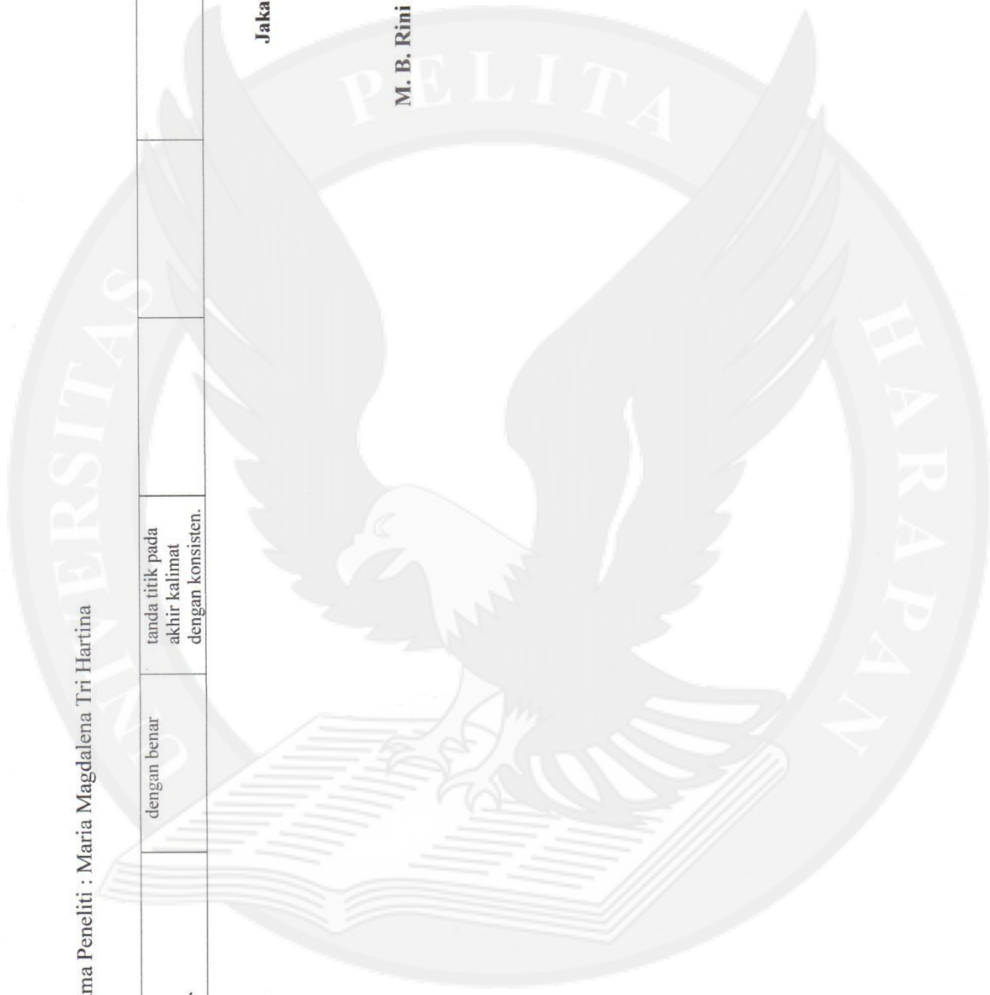 ma Peneliti : Maria Magdalena Tri Hartina
dengan benar
tanda titik pada
akhir kalimat
dengan konsisten.
Jaka
M. B. Rini
UNIVERSITAS PELITA HARAPAN